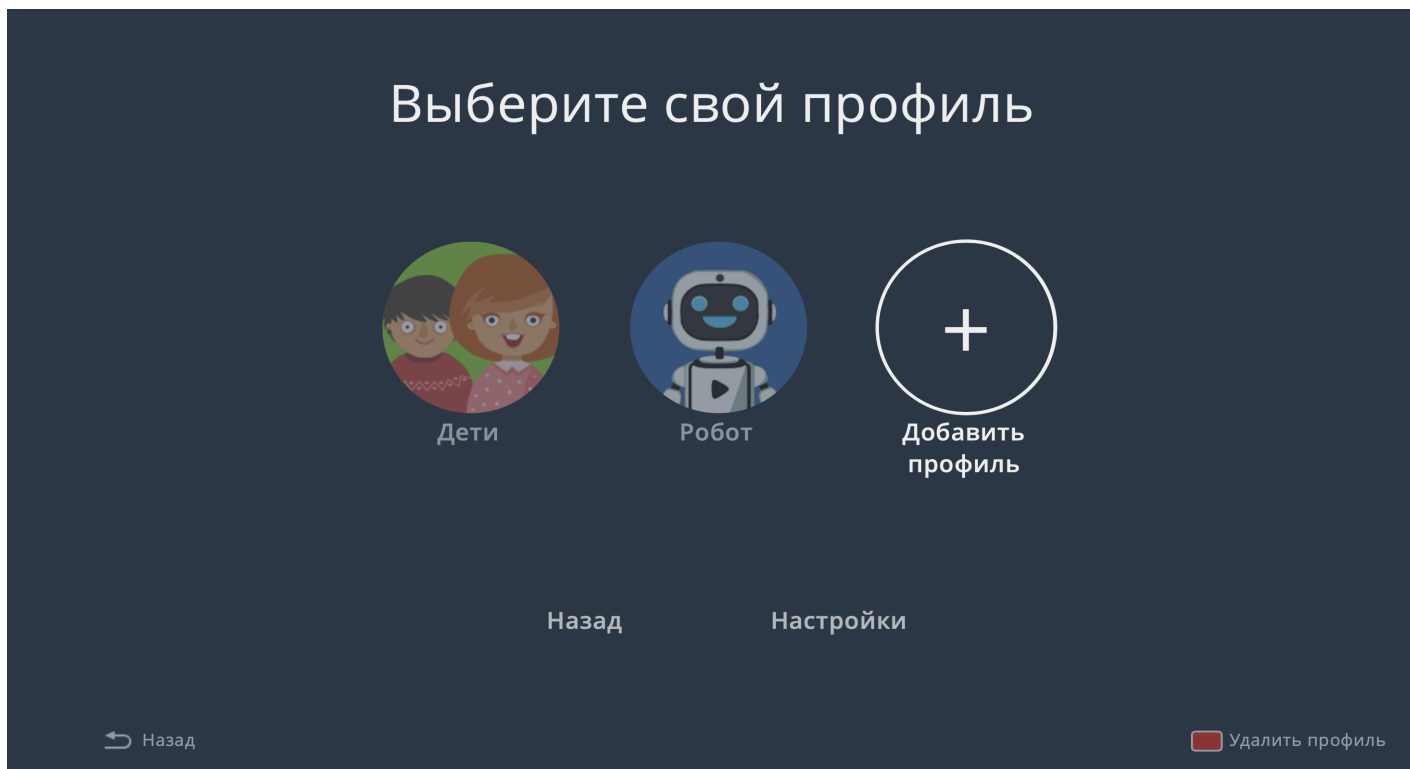 Выберите свой профиль
Дети
Робот
Добавить
профиль
Назад
Настройки
Назад
Удалить профиль